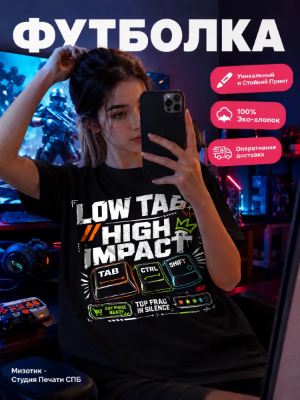 ФУТБОЛКА
Уникальный
и Стойкий Принт
100%
Эко-хлопок
Оперативная
доставка
LOW TAB
//HIGH
IMPACT
TAB
CTRL
SHIFT
TOP FRAG
IN SILENCE
Мизотик -
Студия Печати СПБ